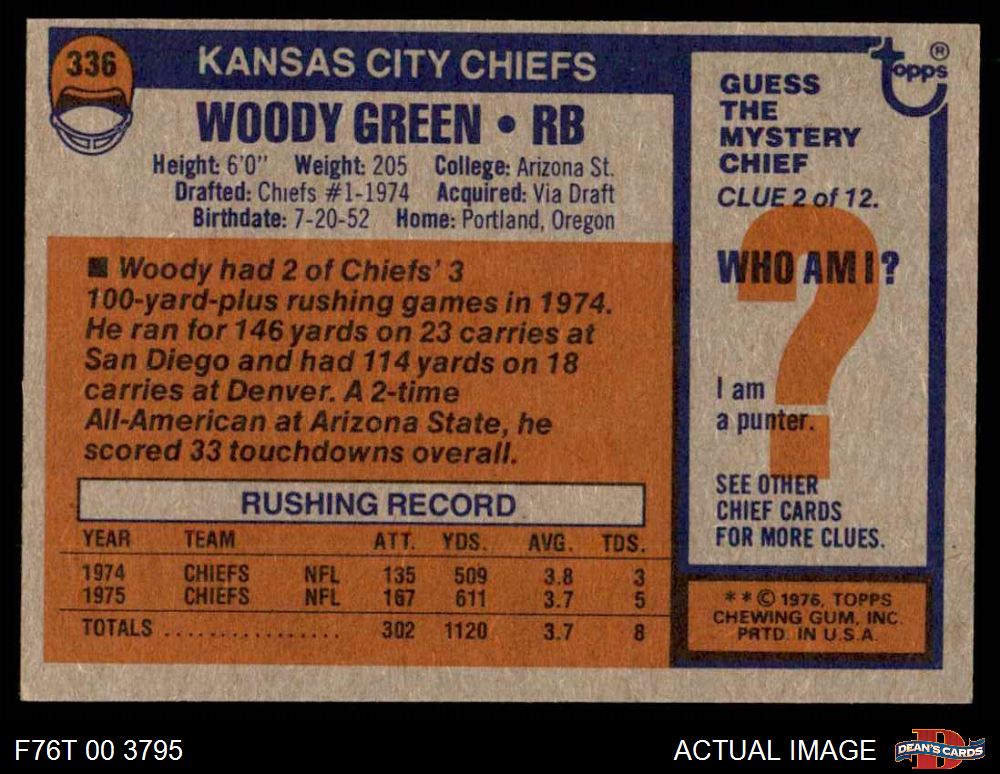 336
KANSAS CITY CHIEFS
WOODY GREEN • RB
Height: 6'0" Weight: 205 College: Arizona St.
Drafted: Chiefs #1-1974 Acquired: Via Draft
Birthdate: 7-20-52 Home: Portland, Oregon
■ Woody had 2 of Chiefs' 3
100-yard-plus rushing games in 1974.
He ran for 146 yards on 23 carries at
San Diego and had 114 yards on 18
carries at Denver. A 2-time
All-American at Arizona State, he
scored 33 touchdowns overall.
RUSHING RECORD
YEAR TEAM ATT. YDS. AVG. TDS.
1974 CHIEFS NFL 135 509 3.8 3
1975 CHIEFS NFL 167 611 3.7 5
TOTALS ................ 302 1120 3.7 8
topps ®
GUESS
THE
MYSTERY
CHIEF
CLUE 2 of 12.
?
WHO AM I?
I am
a punter.
SEE OTHER
CHIEF CARDS
FOR MORE CLUES.
* * © 1976, TOPPS
CHEWING GUM, INC.
PRTD. IN U.S.A.
F76T 00 3795
ACTUAL IMAGE
D
DEAN'S CARDS